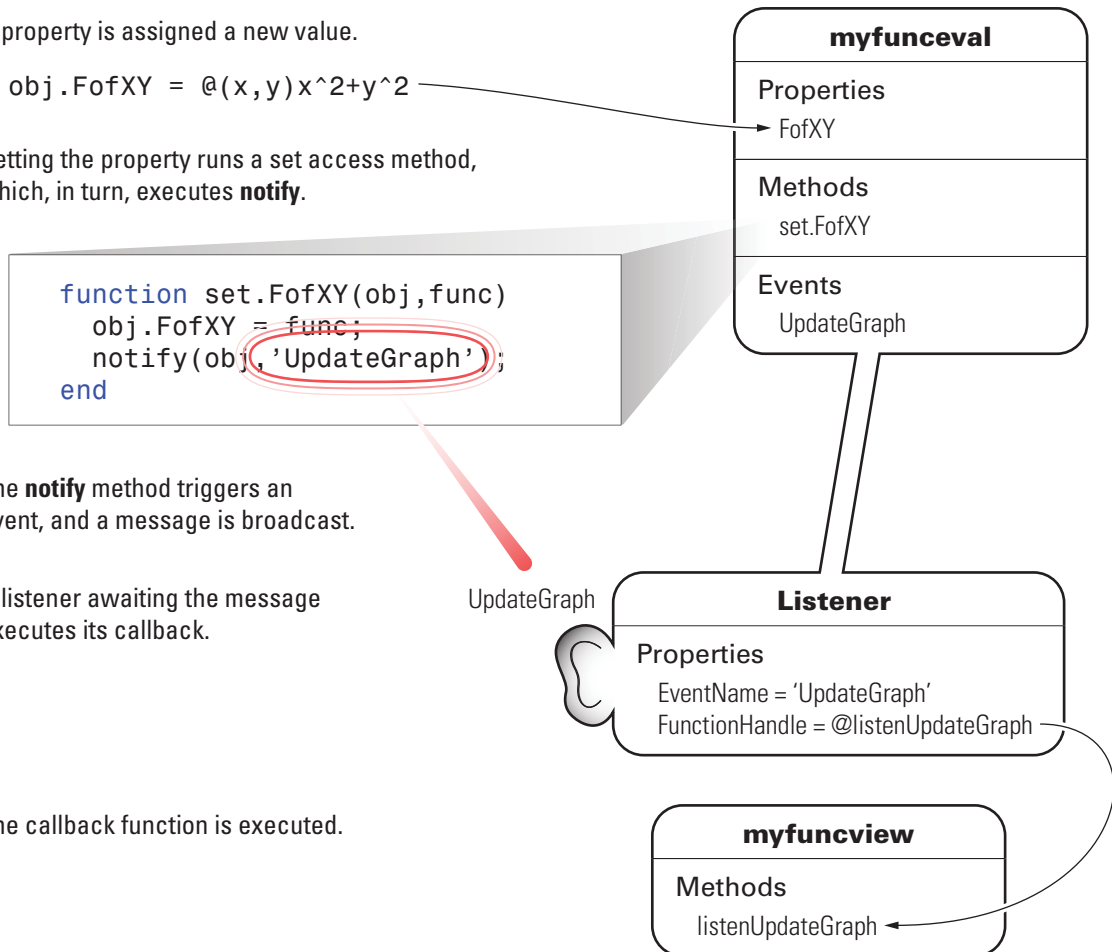 property is assigned a new value.
obj.FofXY = @(x,y)x^2+y^2
etting the property runs a set access method,
hich, in turn, executes notify.
function set.FofXY(obj,func)
obj.FofXY = func;
notify(obj,’UpdateGraph’);
end
he notify method triggers an
vent, and a message is broadcast.
listener awaiting the message
xecutes its callback.
he callback function is executed.
myfunceval
Properties
FofXY
Methods
set.FofXY
Events
UpdateGraph
UpdateGraph
Listener
Properties
EventName = ‘UpdateGraph’
FunctionHandle = @listenUpdateGraph
myfuncview
Methods
listenUpdateGraph